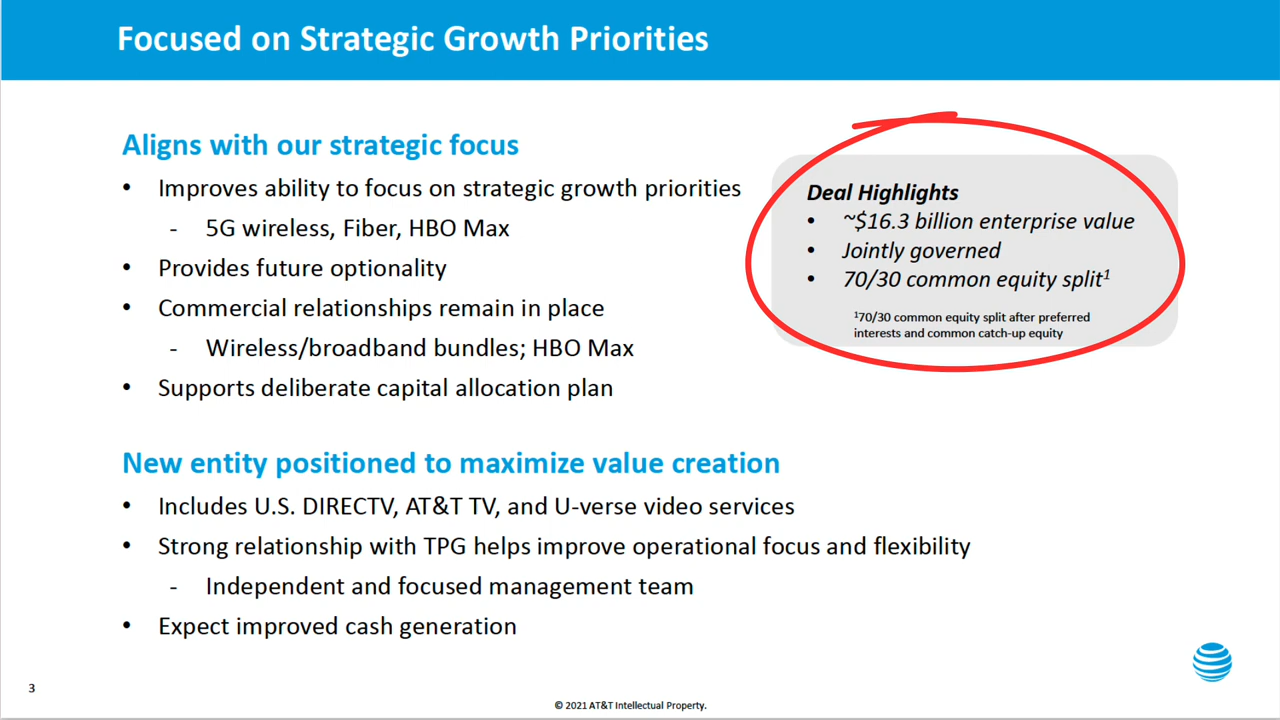 Focused on Strategic Growth Priorities
Aligns with our strategic focus
• Improves ability to focus on strategic growth priorities
- 5G wireless, Fiber, HBO Max
• Provides future optionality
• Commercial relationships remain in place
- Wireless/broadband bundles; HBO Max
• Supports deliberate capital allocation plan
Deal Highlights
• ~$16.3 billion enterprise value
• Jointly governed
• 70/30 common equity split¹
¹70/30 common equity split after preferred
interests and common catch-up equity
New entity positioned to maximize value creation
• Includes U.S. DIRECTV, AT&T TV, and U-verse video services
• Strong relationship with TPG helps improve operational focus and flexibility
- Independent and focused management team
• Expect improved cash generation
3
© 2021 AT&T Intellectual Property.